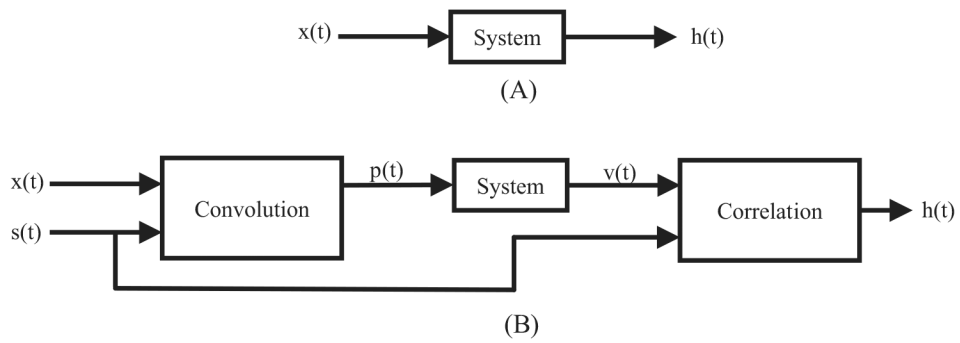 x(t) System h(t)
(A)
x(t) Convolution p(t) System v(t) Correlation h(t)
s(t)
(B)